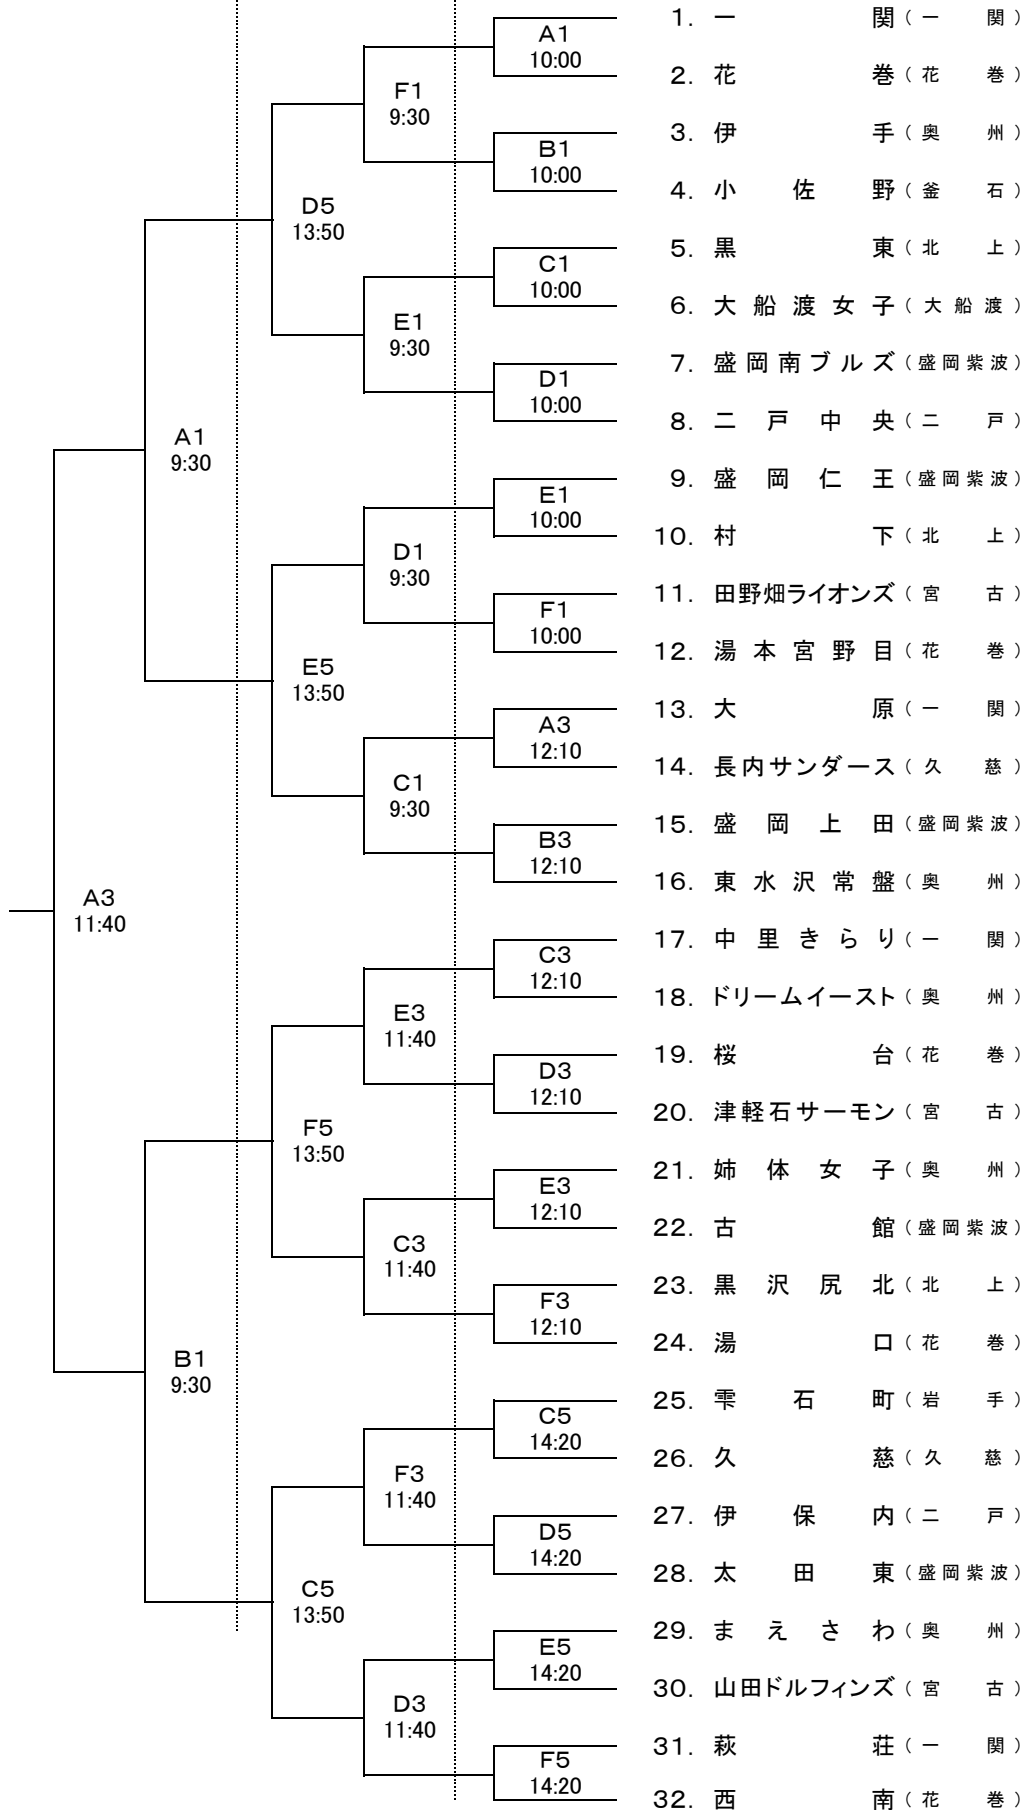 1. 一関（一関）
A1
10:00
2. 花巻（花巻）
F1
9:30
3. 伊手（奥州）
B1
10:00
4. 小佐野（釜石）
D5
13:50
5. 黒東（北上）
C1
10:00
6. 大船渡女子（大船渡）
E1
9:30
7. 盛岡南ブルズ（盛岡紫波）
D1
10:00
8. 二戸中央（二戸）
A1
9:30
9. 盛岡仁王（盛岡紫波）
E1
10:00
10. 村下（北上）
D1
9:30
11. 田野畑ライオンズ（宮古）
F1
10:00
12. 湯本宮野目（花巻）
E5
13:50
13. 大原（一関）
A3
12:10
14. 長内サンダース（久慈）
C1
9:30
15. 盛岡上田（盛岡紫波）
B3
12:10
16. 東水沢常盤（奥州）
A3
11:40
17. 中里きらり（一関）
C3
12:10
18. ドリームイースト（奥州）
E3
11:40
19. 桜台（花巻）
D3
12:10
20. 津軽石サーモン（宮古）
F5
13:50
21. 姉体女子（奥州）
E3
12:10
22. 古館（盛岡紫波）
C3
11:40
23. 黒沢尻北（北上）
F3
12:10
24. 湯口（花巻）
B1
9:30
25. 雫石町（岩手）
C5
14:20
26. 久慈（久慈）
F3
11:40
27. 伊保内（二戸）
D5
14:20
28. 太田東（盛岡紫波）
C5
13:50
29. まえさわ（奥州）
E5
14:20
30. 山田ドルフィンズ（宮古）
D3
11:40
31. 萩荘（一関）
F5
14:20
32. 西南（花巻）